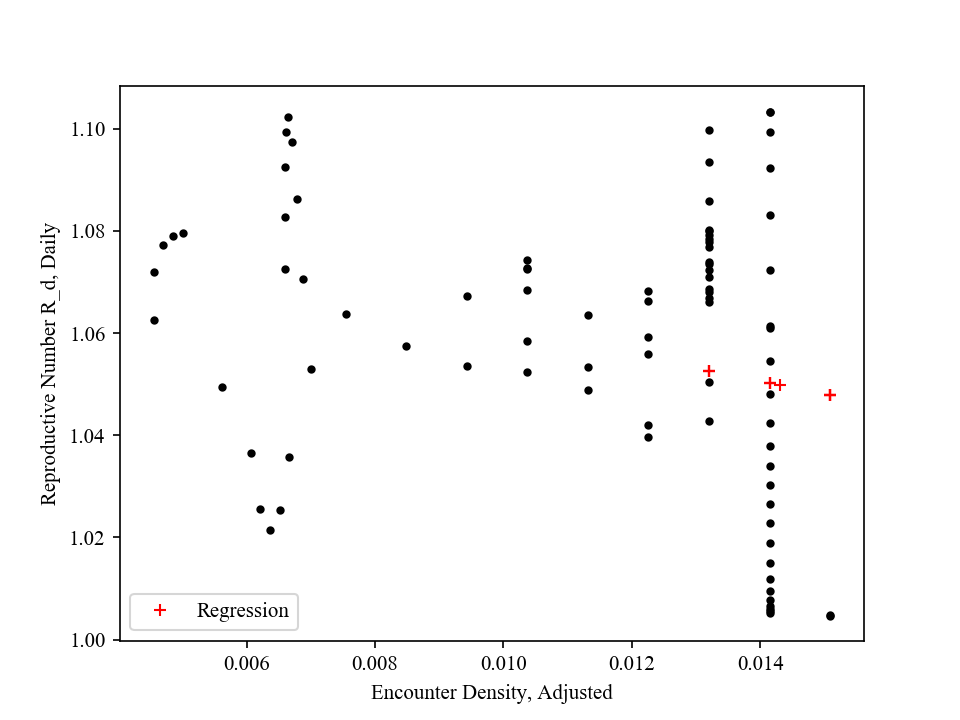 1.10
1.08
1.06
1.04
1.02
1.00
Reproductive Number R_d, Daily
Regression
0.006 0.008 0.010 0.012 0.014
Encounter Density, Adjusted